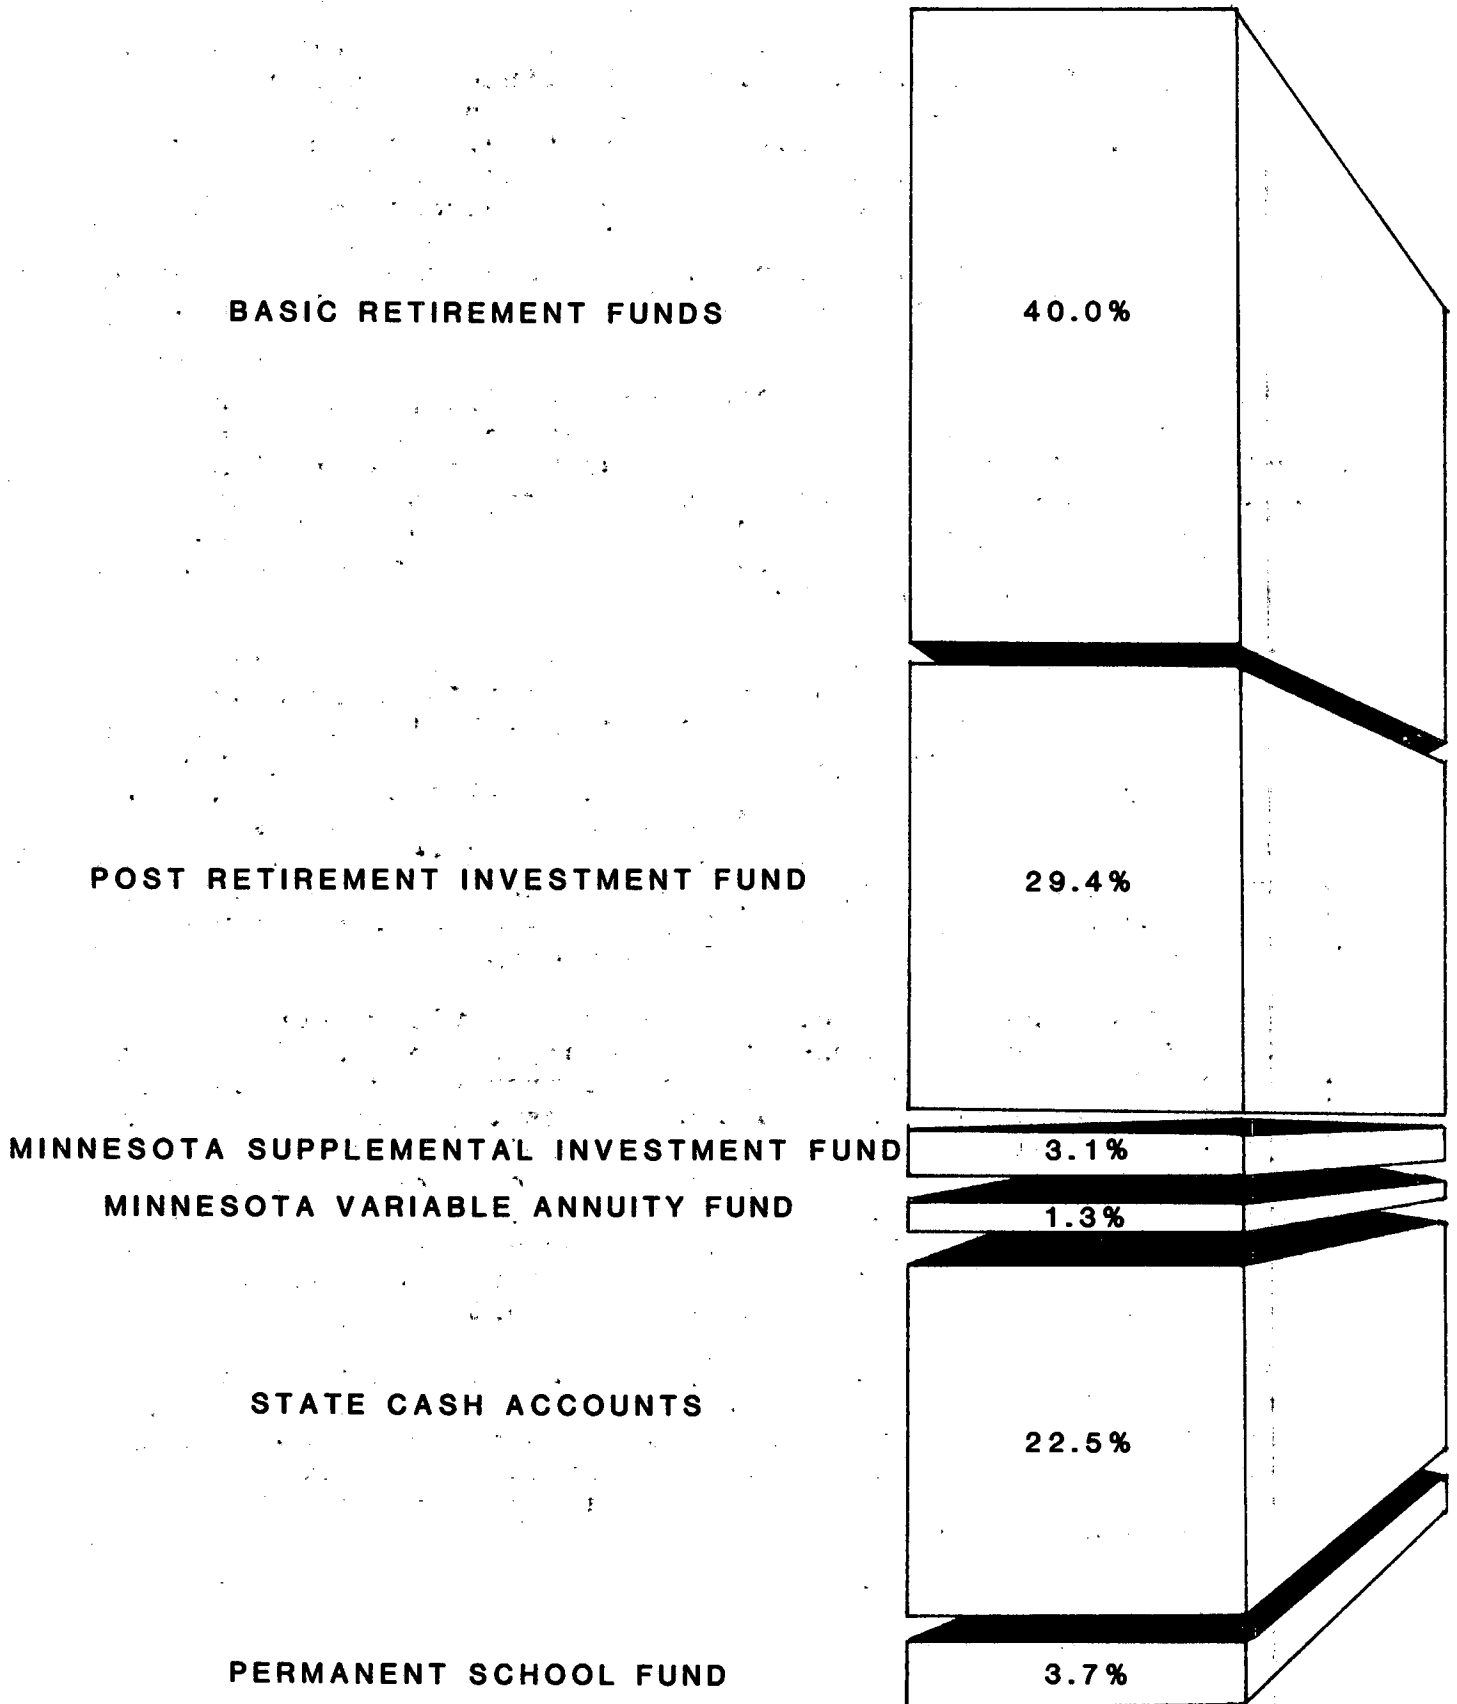 BASIC RETIREMENT FUNDS 40.0%
POST RETIREMENT INVESTMENT FUND 29.4%
MINNESOTA SUPPLEMENTAL INVESTMENT FUND 3.1%
MINNESOTA VARIABLE ANNUITY FUND 1.3%
STATE CASH ACCOUNTS
22.5%
PERMANENT SCHOOL FUND 3.7%